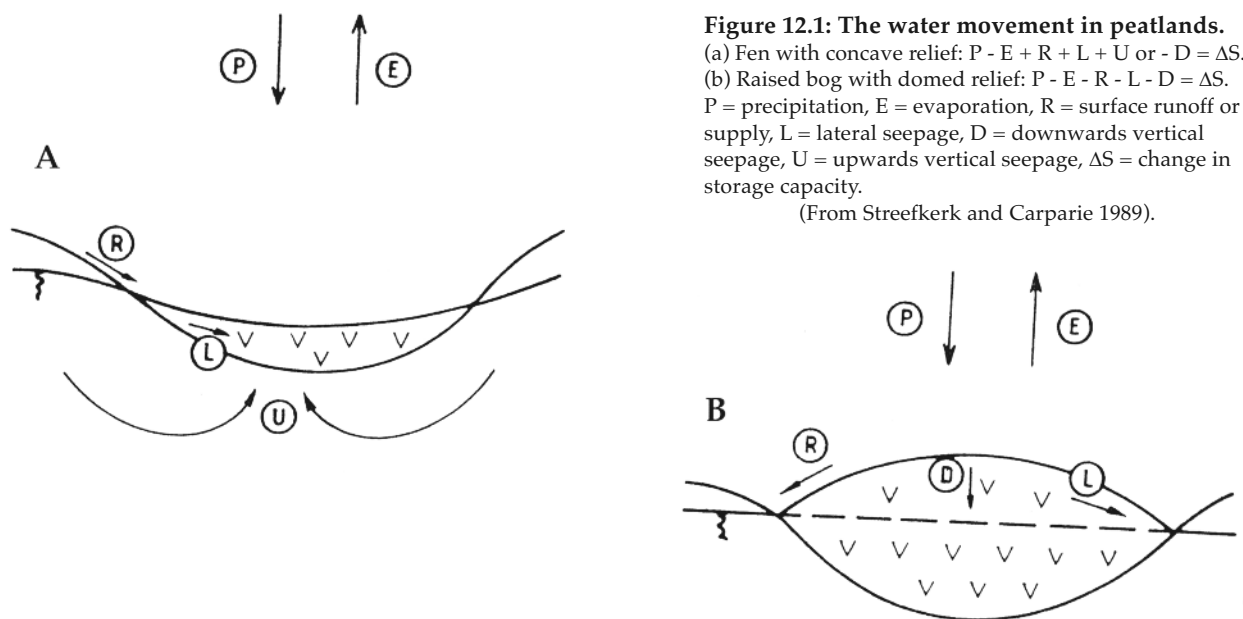 Figure 12.1: The water movement in peatlands.
(a) Fen with concave relief: P - E + R + L + U or - D = ΔS.
(b) Raised bog with domed relief: P - E - R - L - D = ΔS.
P = precipitation, E = evaporation, R = surface runoff or
supply, L = lateral seepage, D = downwards vertical
seepage, U = upwards vertical seepage, ΔS = change in
storage capacity.
(From Streefkerk and Carparie 1989).
P
E
A
R
L
U
P
E
B
R
D
L